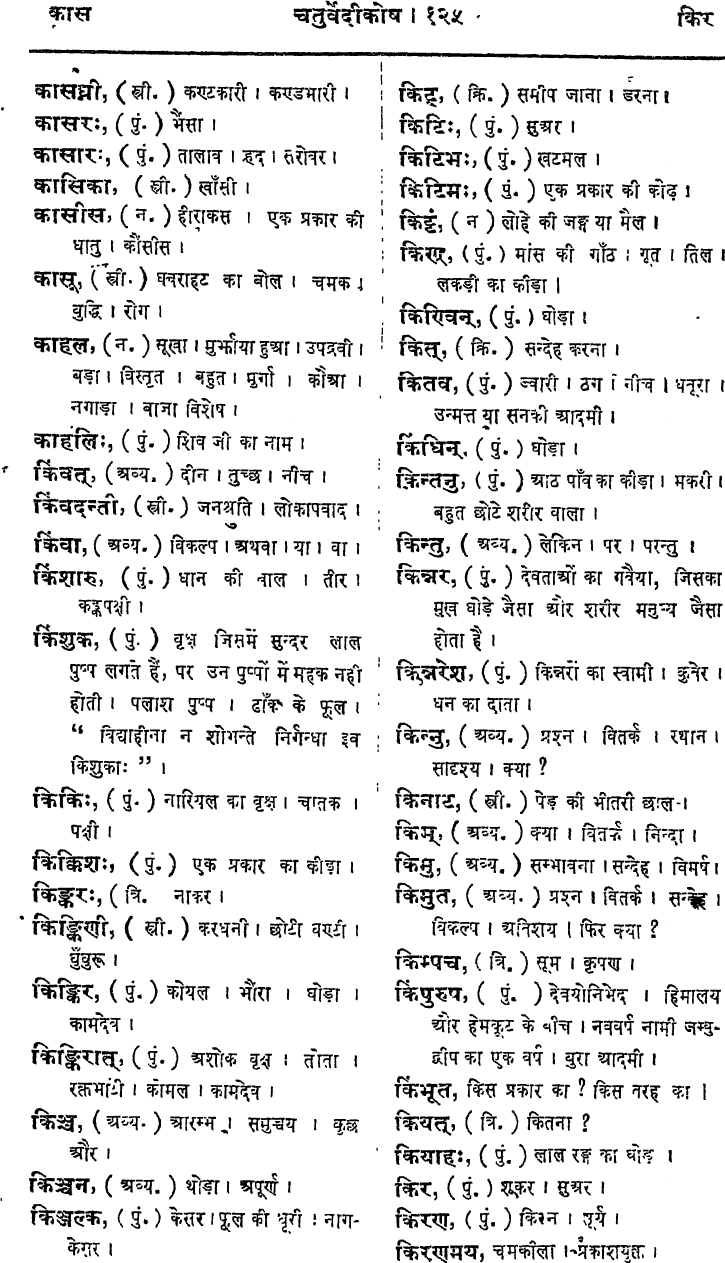 कास
चतुर्वेदीकोष । १२५
किर
कासघ्नी, ( स्त्री. ) कण्टकारी । कण्डभारी ।
कासरः, ( पुं. ) भैंसा ।
कासारः, ( पुं. ) तालाव । ह्रद । सरोवर ।
कासिका, ( स्त्री. ) खाँसी ।
कासीस, ( न. ) हीराकस । एक प्रकार की
धातु । कौसीस ।
कासू, ( स्त्री. ) घबराहट का बोल । चमक ।
वुद्धि । रोग ।
काहल, ( न. ) सूखा । मुर्झाया हुआ । उपद्रवी ।
बड़ा । विस्तृत । बहुत । मुर्गा । कौआ ।
नगाड़ा । बाजा विशेष ।
काहलिः, ( पुं. ) शिव जी का नाम ।
किंवत्, ( अव्य. ) दीन । तुच्छ । नीच ।
किंवदन्ती, ( स्त्री. ) जनश्रुति । लोकापवाद ।
किंवा, ( अव्य. ) विकल्प । अथवा । या । वा ।
किंशारु, ( पुं. ) धान की बाल । तीर ।
कङ्कपक्षी ।
किंशुक, ( पुं. ) वृक्ष जिसमें सुन्दर लाल
पुष्प लगते हैं, पर उन पुष्पों में महक नहीं
होती । पलाश पुष्प । ढाँक के फूल ।
“ विद्याहीना न शोभन्ते निर्गन्धा इव
किंशुकाः ” ।
किकिः, ( पुं. ) नारियल का वृक्ष । चातक ।
पक्षी ।
किक्किशः, ( पुं. ) एक प्रकार का कीड़ा ।
किङ्करः, ( त्रि. नाकर ।
किङ्किणी, ( स्त्री. ) करधनी । छोटी घण्टी ।
घुँघुरू ।
किङ्किर, ( पुं. ) कोयल । भौंरा । घोड़ा ।
कामदेव ।
किङ्किरात्, ( पुं. ) अशोक वृक्ष । तोता ।
रक्तभांटी । कोमल । कामदेव ।
किञ्च, ( अव्य. ) आरम्भ । समुच्चय । कुछ
और ।
किञ्चन, ( अव्य. ) थोड़ा । अपूर्ण ।
किञ्जल्क, ( पुं. ) केसर । फूल की धूरी । नाग-
केशर ।
किट्, ( क्रि. ) समीप जाना । डरना ।
किटिः, ( पुं. ) सुअर ।
किटिभः, ( पुं. ) खटमल ।
किटिमः, ( पुं. ) एक प्रकार की कोढ़ ।
किट्टं, ( न ) लोहे की जङ्ग या मैल ।
किण्, ( पुं. ) मांस की गाँठ । गूत । तिल ।
लकड़ी का कीड़ा ।
किण्विन्, ( पुं. ) घोड़ा ।
कित्, ( क्रि. ) सन्देह करना ।
कितव, ( पुं. ) ज्वारी । ठग । नीच । धतूरा ।
उन्मत्त या सनकी आदमी ।
किंधिन्, ( पुं. ) घोड़ा ।
किन्तनु, ( पुं. ) आठ पाँव का कीड़ा । मकरी ।
बहुत छोटे शरीर वाला ।
किन्तु, ( अव्य. ) लेकिन । पर । परन्तु ।
किन्नर, ( पुं. ) देवताओं का गवैया, जिसका
मुख घोड़े जैसा और शरीर मनुष्य जैसा
होता है ।
किन्नरेश, ( पुं. ) किन्नरों का स्वामी । कुवेर ।
धन का दाता ।
किन्नु, ( अव्य. ) प्रश्न । वितर्क । स्थान ।
सादृश्य । क्या ?
किनाट, ( स्त्री. ) पेड़ की भीतरी छाल ।
किम्, ( अव्य. ) क्या । वितर्क । निन्दा ।
किमु, ( अव्य. ) सम्भावना । सन्देह । विमर्ष ।
किमुत, ( अव्य. ) प्रश्न । वितर्क । सन्देह ।
विकल्प । अतिशय । फिर क्या ?
किम्पच, ( त्रि. ) सूम । कृपण ।
किंपुरुष, ( पुं. ) देवयोनिभेद । हिमालय
और हेमकूट के बीच । नववर्ष नामी जम्बु-
द्वीप का एक वर्ष । बुरा आदमी ।
किंभूत, किस प्रकार का ? किस तरह का ।
कियत्, ( त्रि. ) कितना ?
कियाहः, ( पुं. ) लाल रङ्ग का घोड़ा ।
किर, ( पुं. ) शूकर । सुअर ।
किरण, ( पुं. ) किरन । सूर्य ।
किरणमय, चमकीला । प्रकाशयुक्त ।